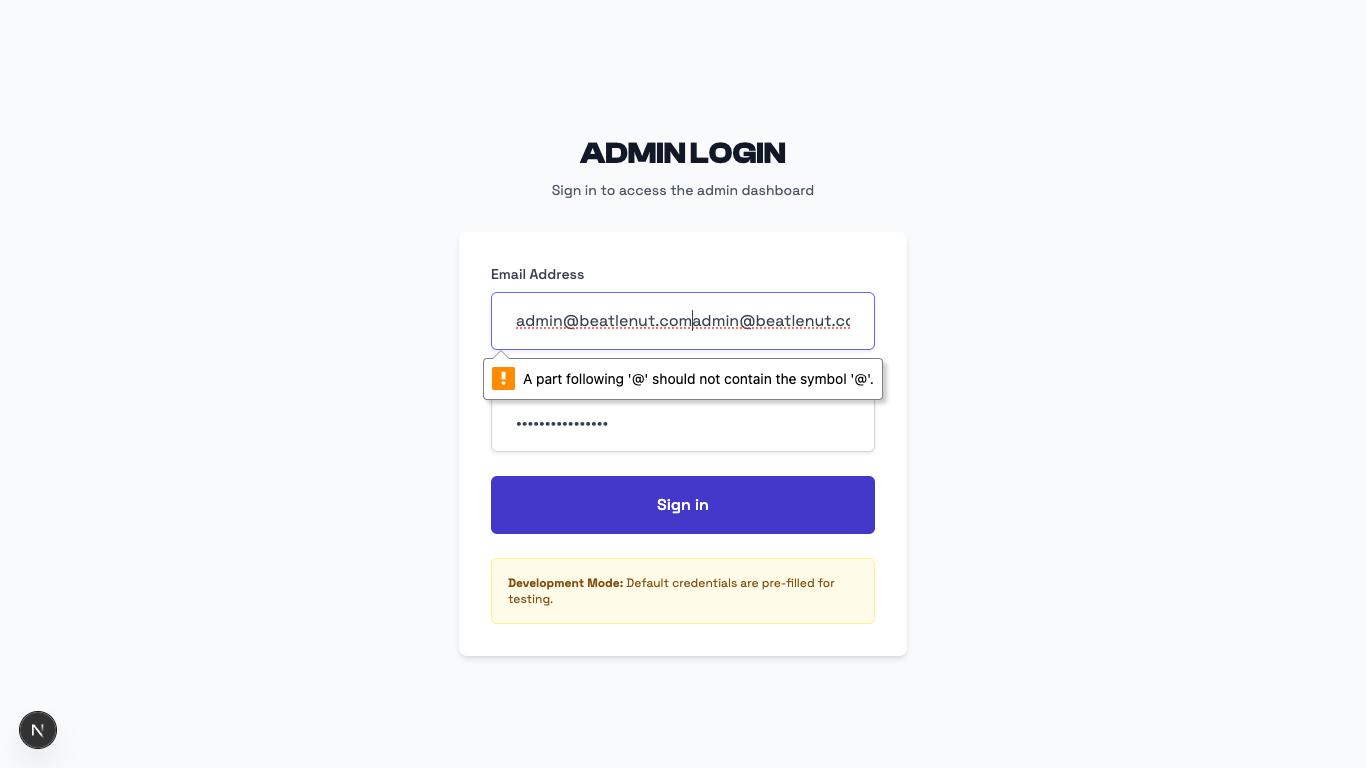 ADMIN LOGIN
Sign in to access the admin dashboard
Email Address
admin@beatlenut.comadmin@beatlenut.co
A part following '@' should not contain the symbol '@'.
••••••••••••••••
Sign in
Development Mode: Default credentials are pre-filled for
testing.
N